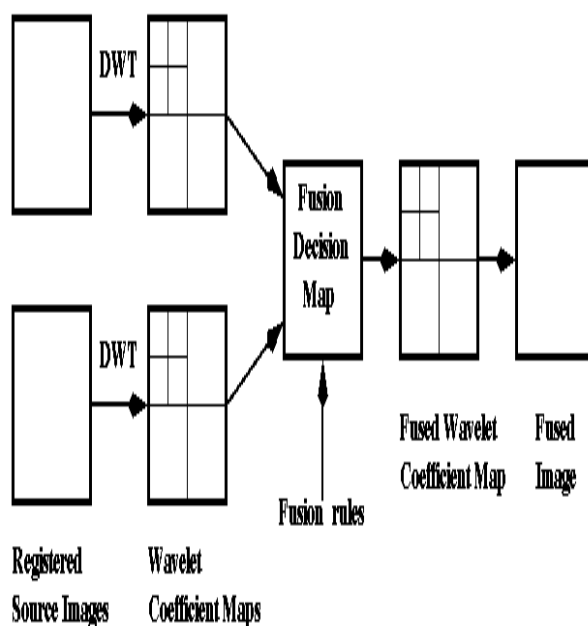 DWT
Fusion
Decision
Map
DWT
Fused Wavelet
Coefficient Map
Fused
Image
Fusion rules
Registered
Source Images
Wavelet
Coefficient Maps